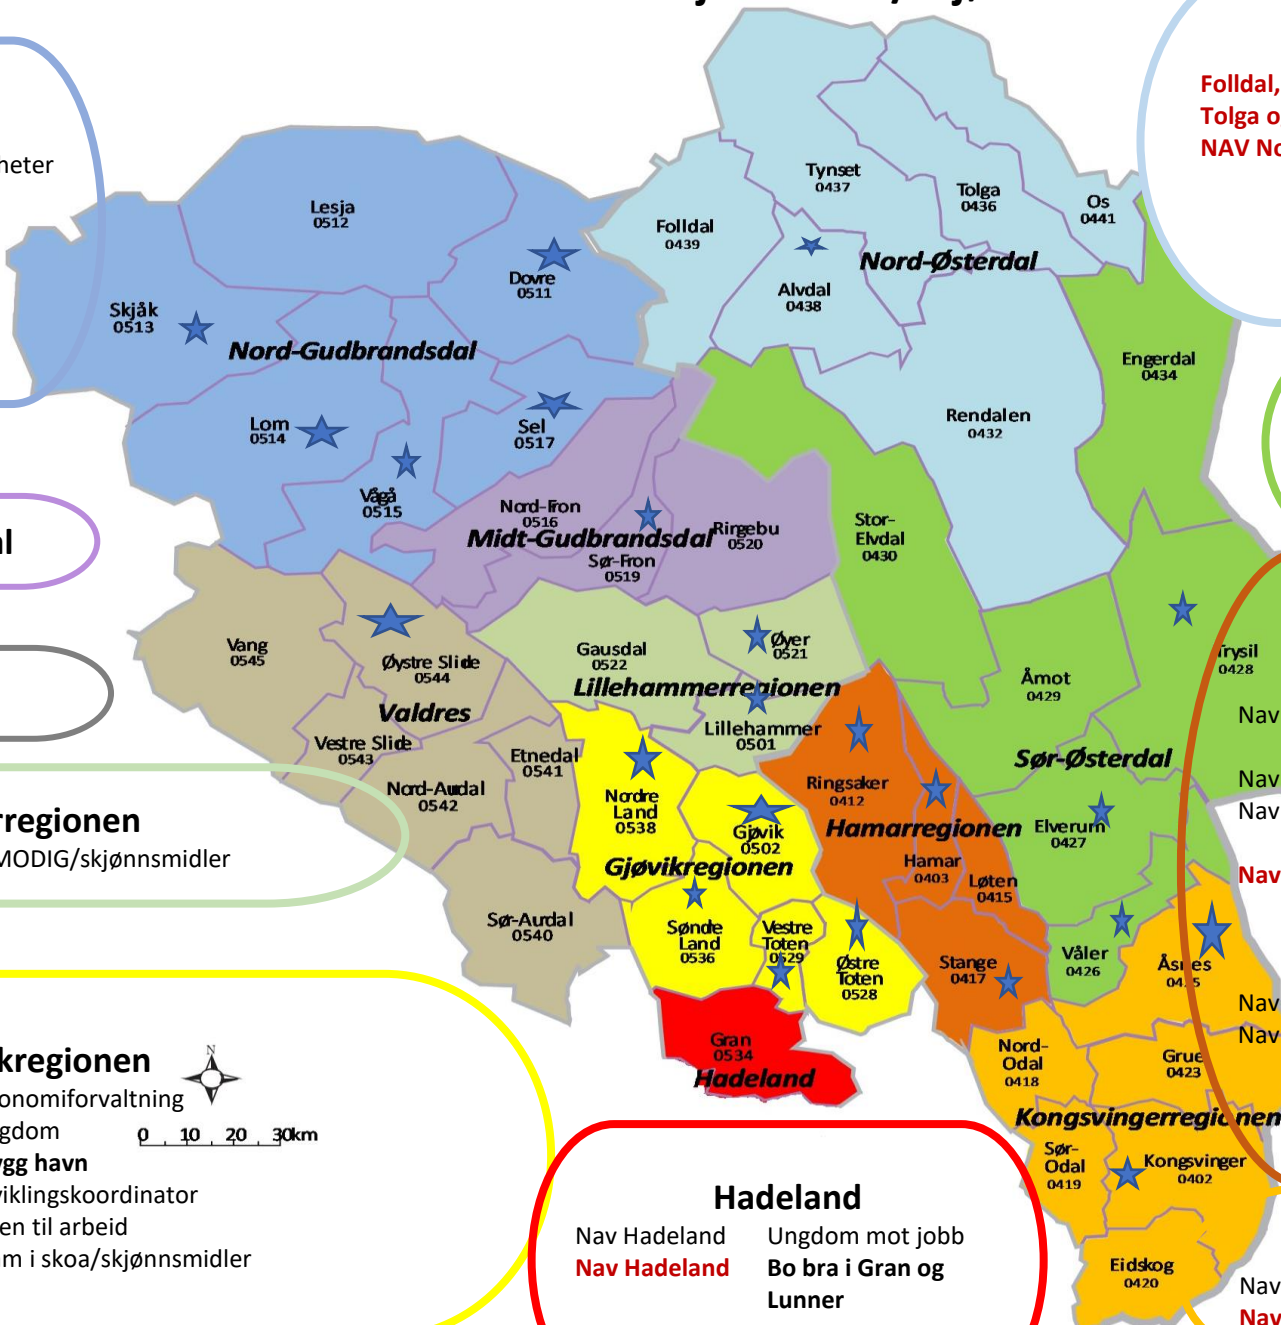 Folldal,
Tolga o
NAV No
heter
Tynset
0437
Tolga
0436
Os
0441
Lesja
0512
Folldal
0439
Nord-Østerdal
Dovre
0511
Alvdal
0438
Skjåk
0513
Nord-Gudbrandsdal
Engerdal
0434
Rendalen
0432
Lom
0514
Sel
0517
Vågå
0515
Nord-Fron
0516
Midt-Gudbrandsdal
Ringebu
0520
Sør-Fron
0519
Stor-
Elvdal
0430
l
Vang
0545
Øystre Slidre
0544
Gausdal
0522
Øyer
0521
Trysil
0428
Åmot
0429
Lillehammerregionen
Valdres
Lillehammer
0501
Nav
Vestre Slidre
0543
Etnedal
0541
Sør-Østerdal
Nav
Nav
Nord-Aurdal
0542
Nordre
Land
0538
Ringsaker
0412
Gjøvik
0502
Hamarregionen
Elverum
0427
rregionen
MODIG/skjønnsmidler
Gjøvikregionen
Hamar
0403
Løten
0415
Nav
Sør-Aurdal
0540
Søndre
Land
0536
Vestre
Toten
0529
Østre
Toten
0528
Stange
0417
Våler
0426
Åsnes
0425
Nav
Nav
Gran
0534
Hadeland
Nord-
Odal
0418
Grue
0423
Kongsvingerregionen
Sør-
Odal
0419
Kongsvinger
0402
Eidskog
0420
kregionen
onomiforvaltning
gdom
ygg havn
viklingskoordinator
en til arbeid
am i skoa/skjønnsmidler
N
0 10 20 30km
Hadeland
Nav Hadeland Ungdom mot jobb
Nav Hadeland Bo bra i Gran og
Lunner
Nav
Nav